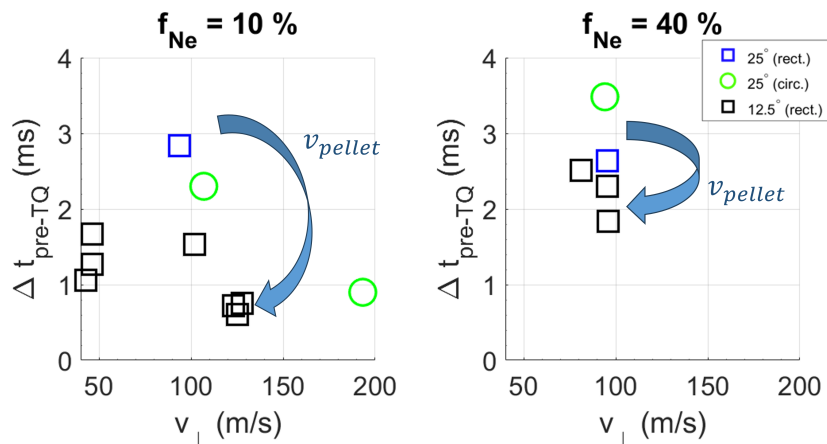 f_Ne = 10 %
4
3
2
1
0
Δ t_pre-TQ (ms)
50 100 150 200
v_⊥ (m/s)
v_pellet
f_Ne = 40 %
25° (rect.)
25° (circ.)
12.5° (rect.)
4
3
2
1
0
Δ t_pre-TQ (ms)
50 100 150 200
v_⊥ (m/s)
v_pellet